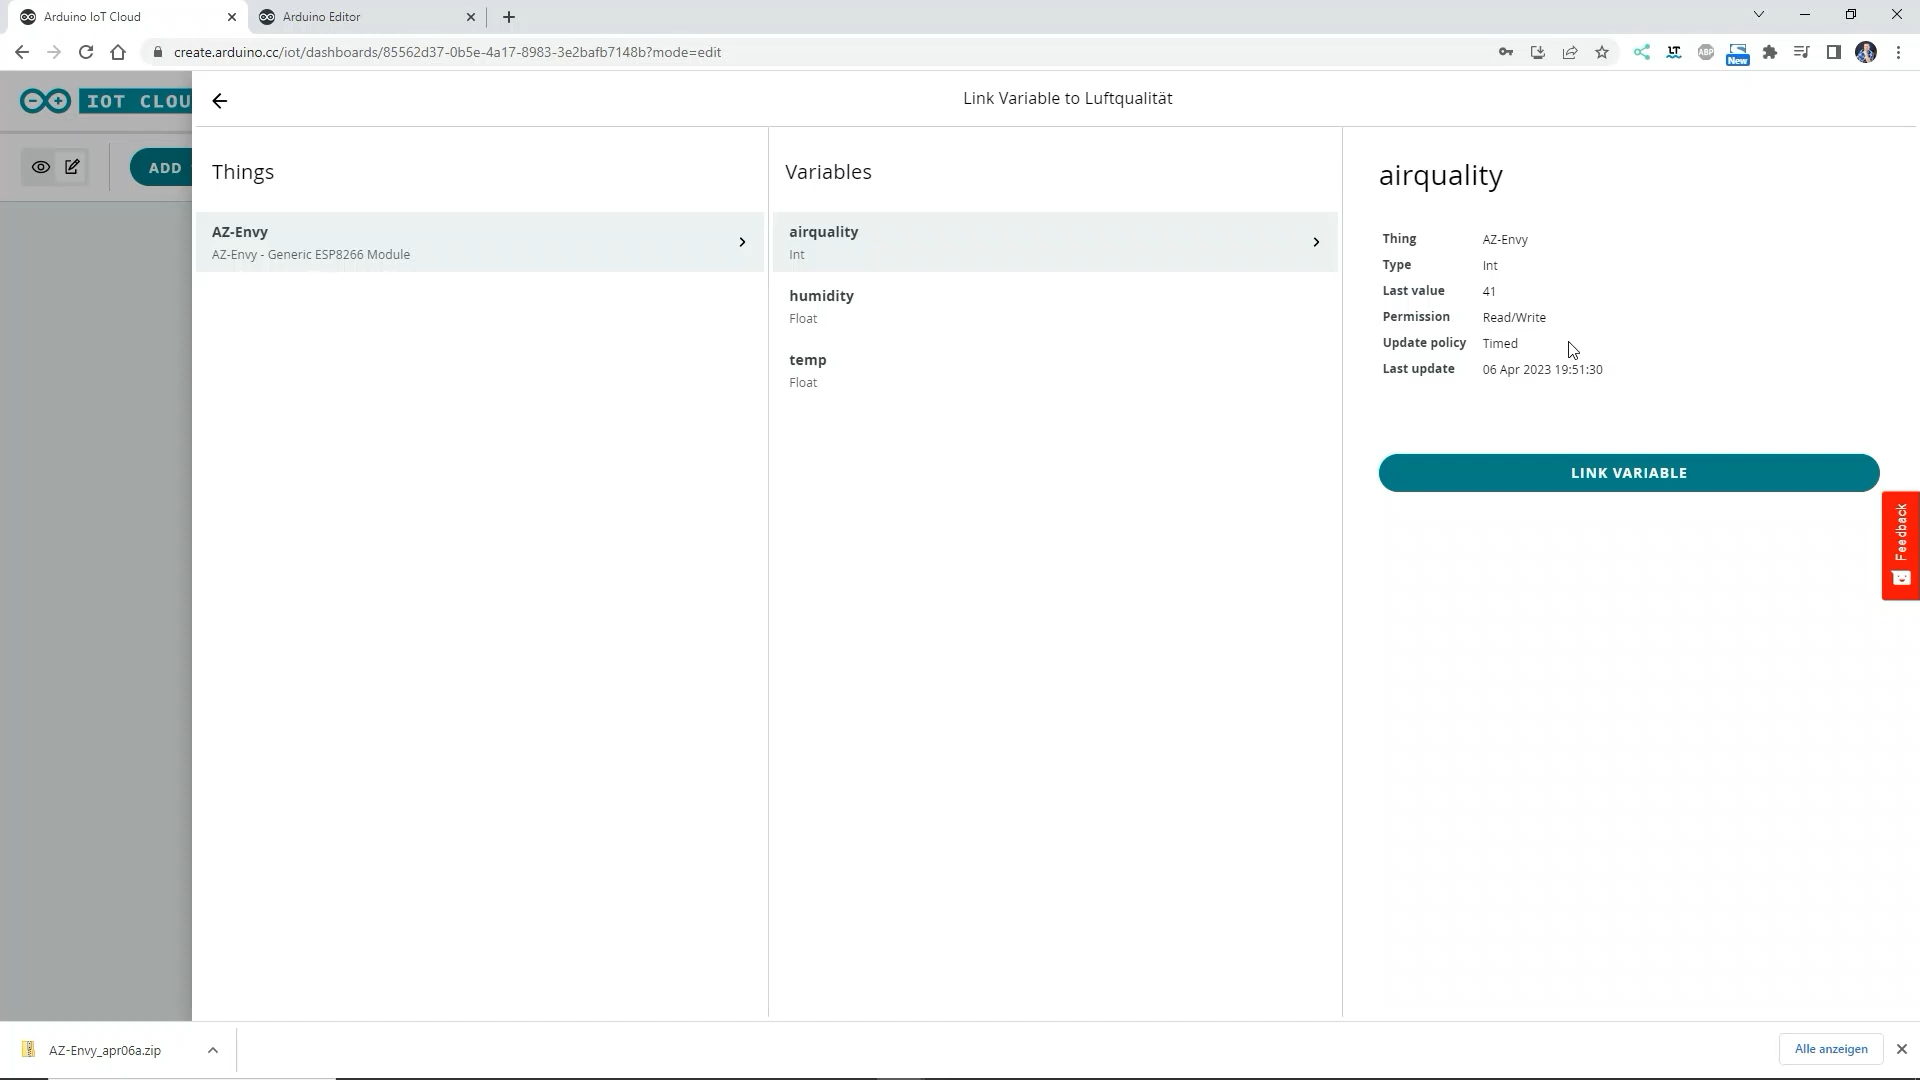 Arduino IoT Cloud
Arduino Editor
create.arduino.cc/iot/dashboards/85562d37-0b5e-4a17-8983-3e2bafb7148b?mode=edit
LT
ABP
New
IOT CLOU
Link Variable to Luftqualität
ADD
Things
Variables
airquality
AZ-Envy
AZ-Envy - Generic ESP8266 Module
airquality
Int
humidity
Float
temp
Float
Thing AZ-Envy
Type Int
Last value 41
Permission Read/Write
Update policy Timed
Last update 06 Apr 2023 19:51:30
LINK VARIABLE
Feedback
AZ-Envy_apr06a.zip
Alle anzeigen